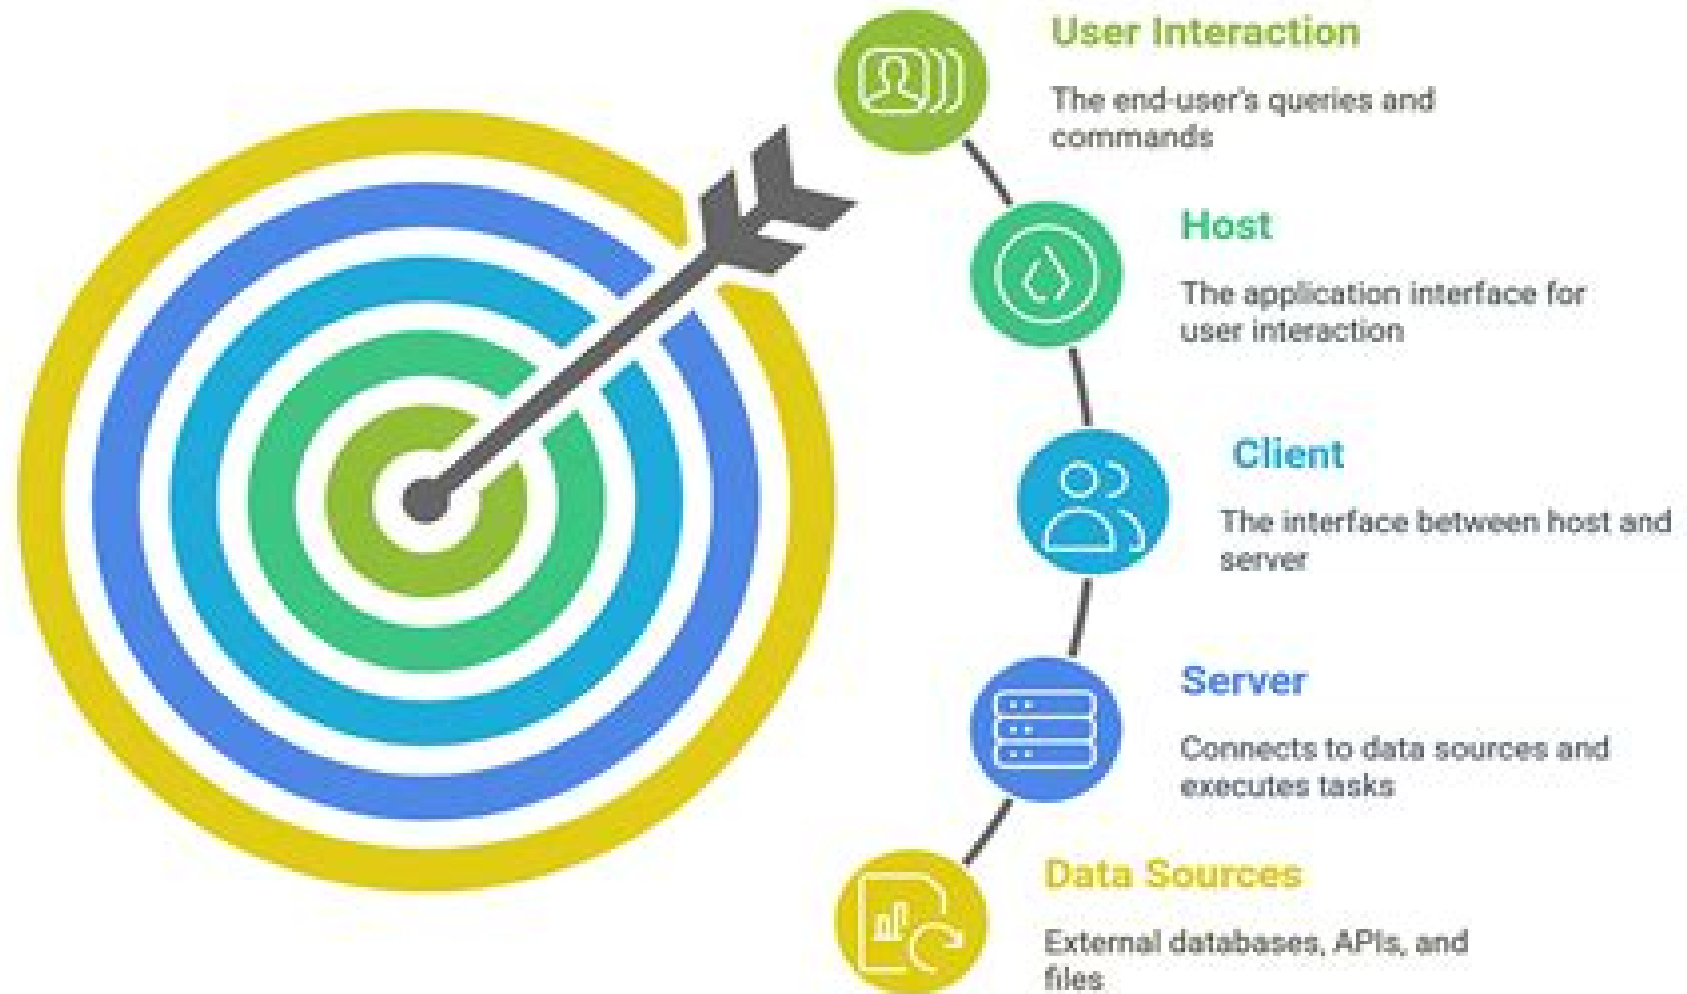 User Interaction
The end-user's queries and
commands
Host
The application interface for
user interaction
Client
The interface between host and
server
Server
Connects to data sources and
executes tasks
Data Sources
External databases, APIs, and
files